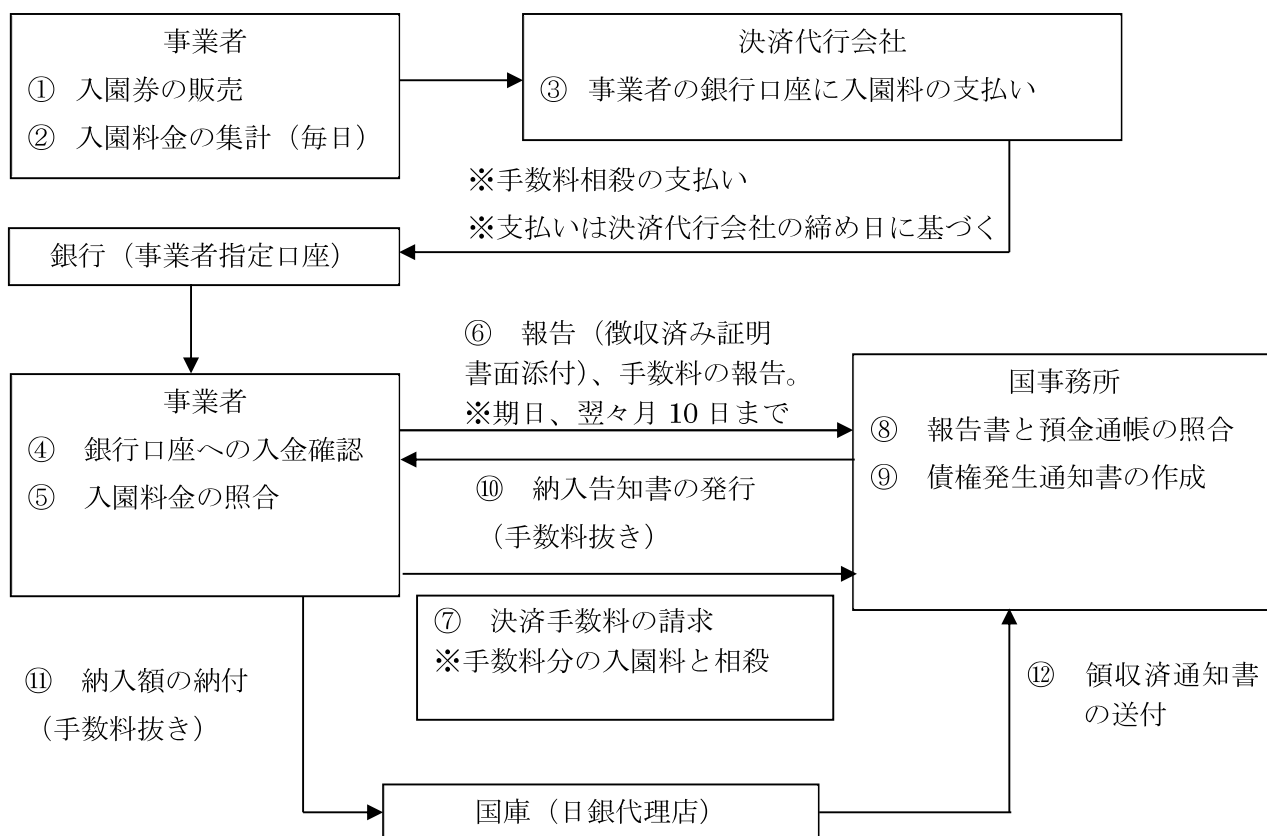 事業者
① 入園券の販売
② 入園料金の集計（毎日）
決済代行会社
③ 事業者の銀行口座に入園料の支払い
※手数料相殺の支払い
※支払いは決済代行会社の締め日に基づく
銀行（事業者指定口座）
⑥ 報告（徴収済み証明
書面添付）、手数料の報告。
※期日、翌々月 10 日まで
事業者
④ 銀行口座への入金確認
⑤ 入園料金の照合
国事務所
⑧ 報告書と預金通帳の照合
⑨ 債権発生通知書の作成
⑩ 納入告知書の発行
（手数料抜き）
⑦ 決済手数料の請求
※手数料分の入園料と相殺
⑪ 納入額の納付
（手数料抜き）
⑫ 領収済通知書
の送付
国庫（日銀代理店）